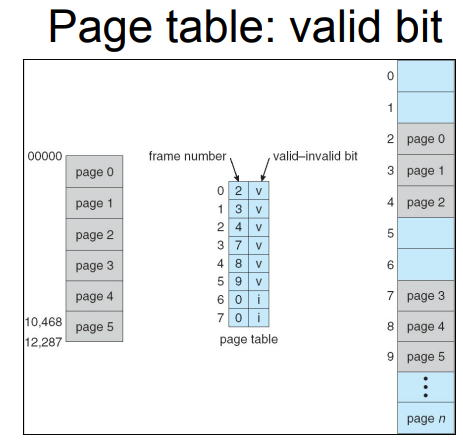 Page table: valid bit
0
1
2 page 0
3 page 1
4 page 2
5
6
7 page 3
8 page 4
9 page 5
page n
00000
page 0
page 1
page 2
page 3
page 4
10,468 page 5
12,287
frame number valid–invalid bit
0 2 v
1 3 v
2 4 v
3 7 v
4 8 v
5 9 v
6 0 i
7 0 i
page table